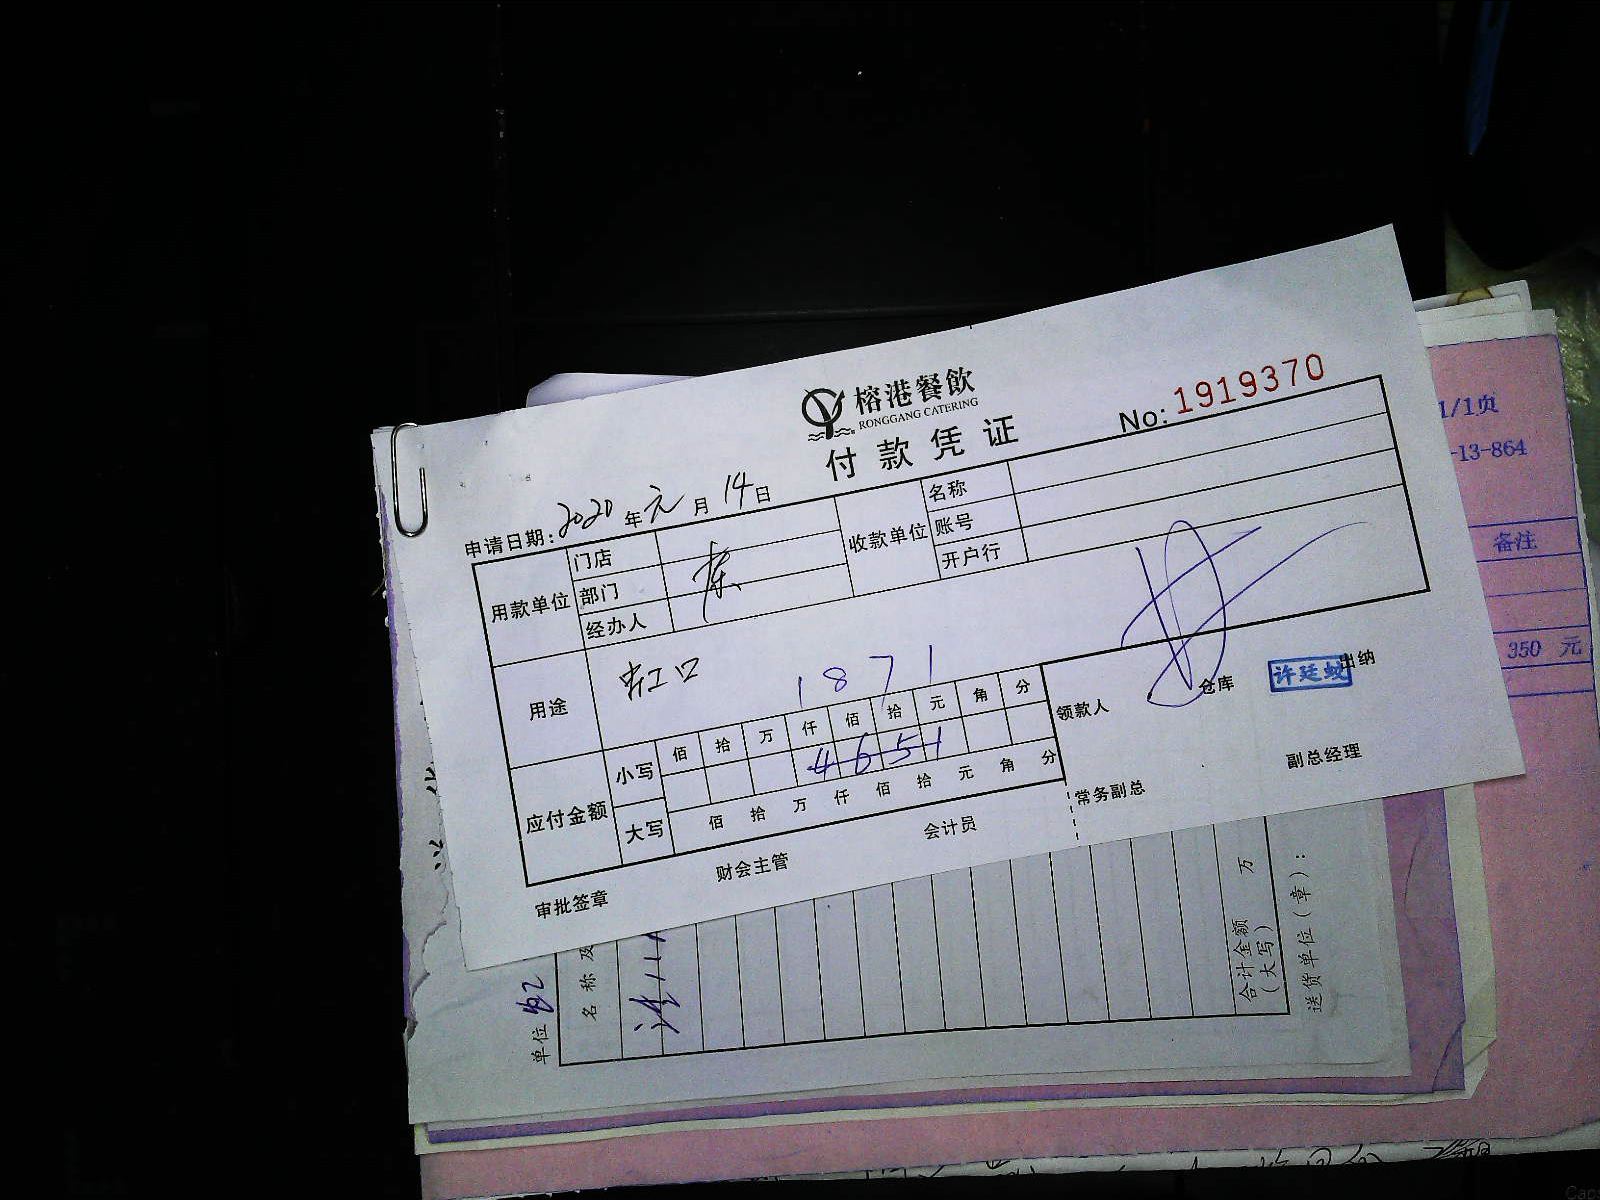 榕港餐飲
RONGGANG CATERING
付款凭证
No: 1919370
申请日期: 2020 年 元 月 14 日
用款单位
门店
部门
经办人
收款单位
名称
账号
开户行
用途 虹口
1871
应付金额
小写
佰 拾 万 仟 佰 拾 元 角 分
4651
大写
佰 拾 万 仟 佰 拾 元 角 分
领款人
仓库
许廷蛟
出纳
审批签章
财会主管
会计员
常务副总
副总经理
1/1页
-13-864
备注
350 元
单位
名称及
合计金额
(大写)
万
送货单位(章):